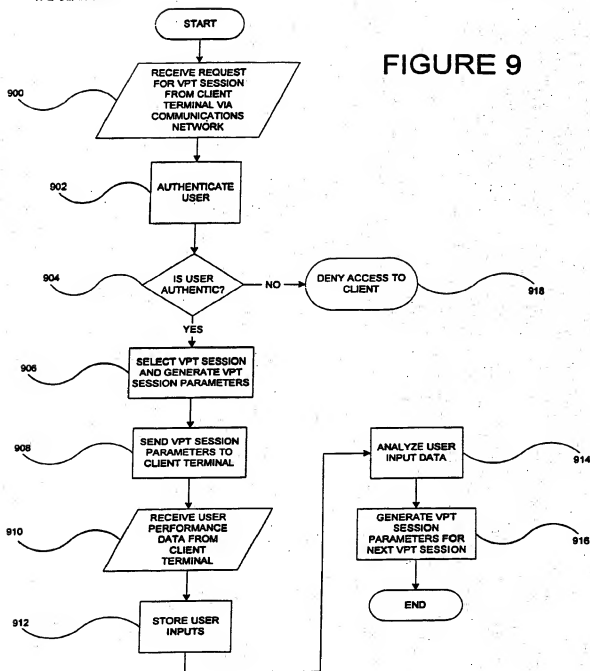 START
FIGURE 9
900
RECEIVE REQUEST
FOR VPT SESSION
FROM CLIENT
TERMINAL VIA
COMMUNICATIONS
NETWORK
902
AUTHENTICATE
USER
904
IS USER
AUTHENTIC?
NO
DENY ACCESS TO
CLIENT
918
YES
906
SELECT VPT SESSION
AND GENERATE VPT
SESSION PARAMETERS
908
SEND VPT SESSION
PARAMETERS TO
CLIENT TERMINAL
910
RECEIVE USER
PERFORMANCE
DATA FROM
CLIENT
TERMINAL
912
STORE USER
INPUTS
ANALYZE USER
INPUT DATA
914
GENERATE VPT
SESSION
PARAMETERS FOR
NEXT VPT SESSION
916
END